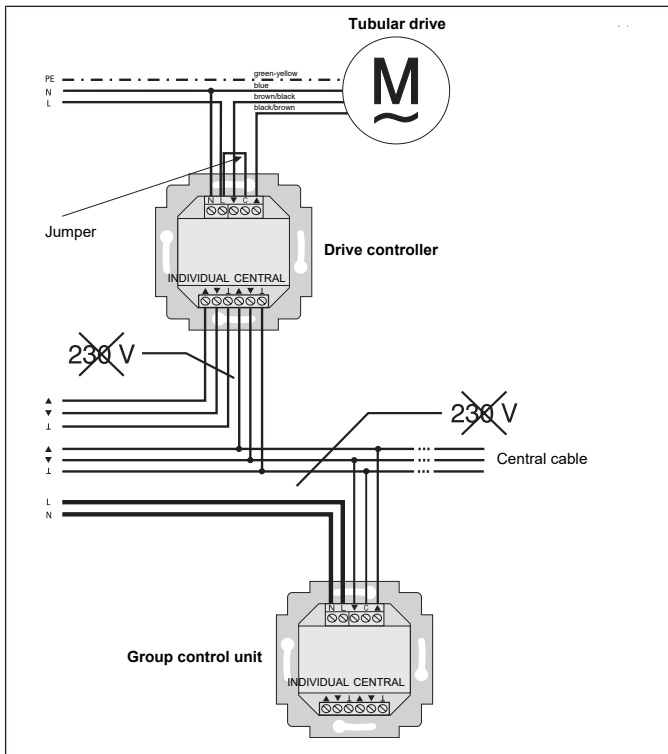 Tubular drive
PE
green-yellow
N
blue
L
brown/black
black/brown
M
~
N L ▼ C ▲
Jumper
Drive controller
INDIVIDUAL CENTRAL
▲ ▼ ⊥ ▲ ▼ ⊥
230 V
▲
▼
⊥
230 V
▲
▼
⊥
Central cable
L
N
N L ▼ C ▲
Group control unit
INDIVIDUAL CENTRAL
▲ ▼ ⊥ ▲ ▼ ⊥